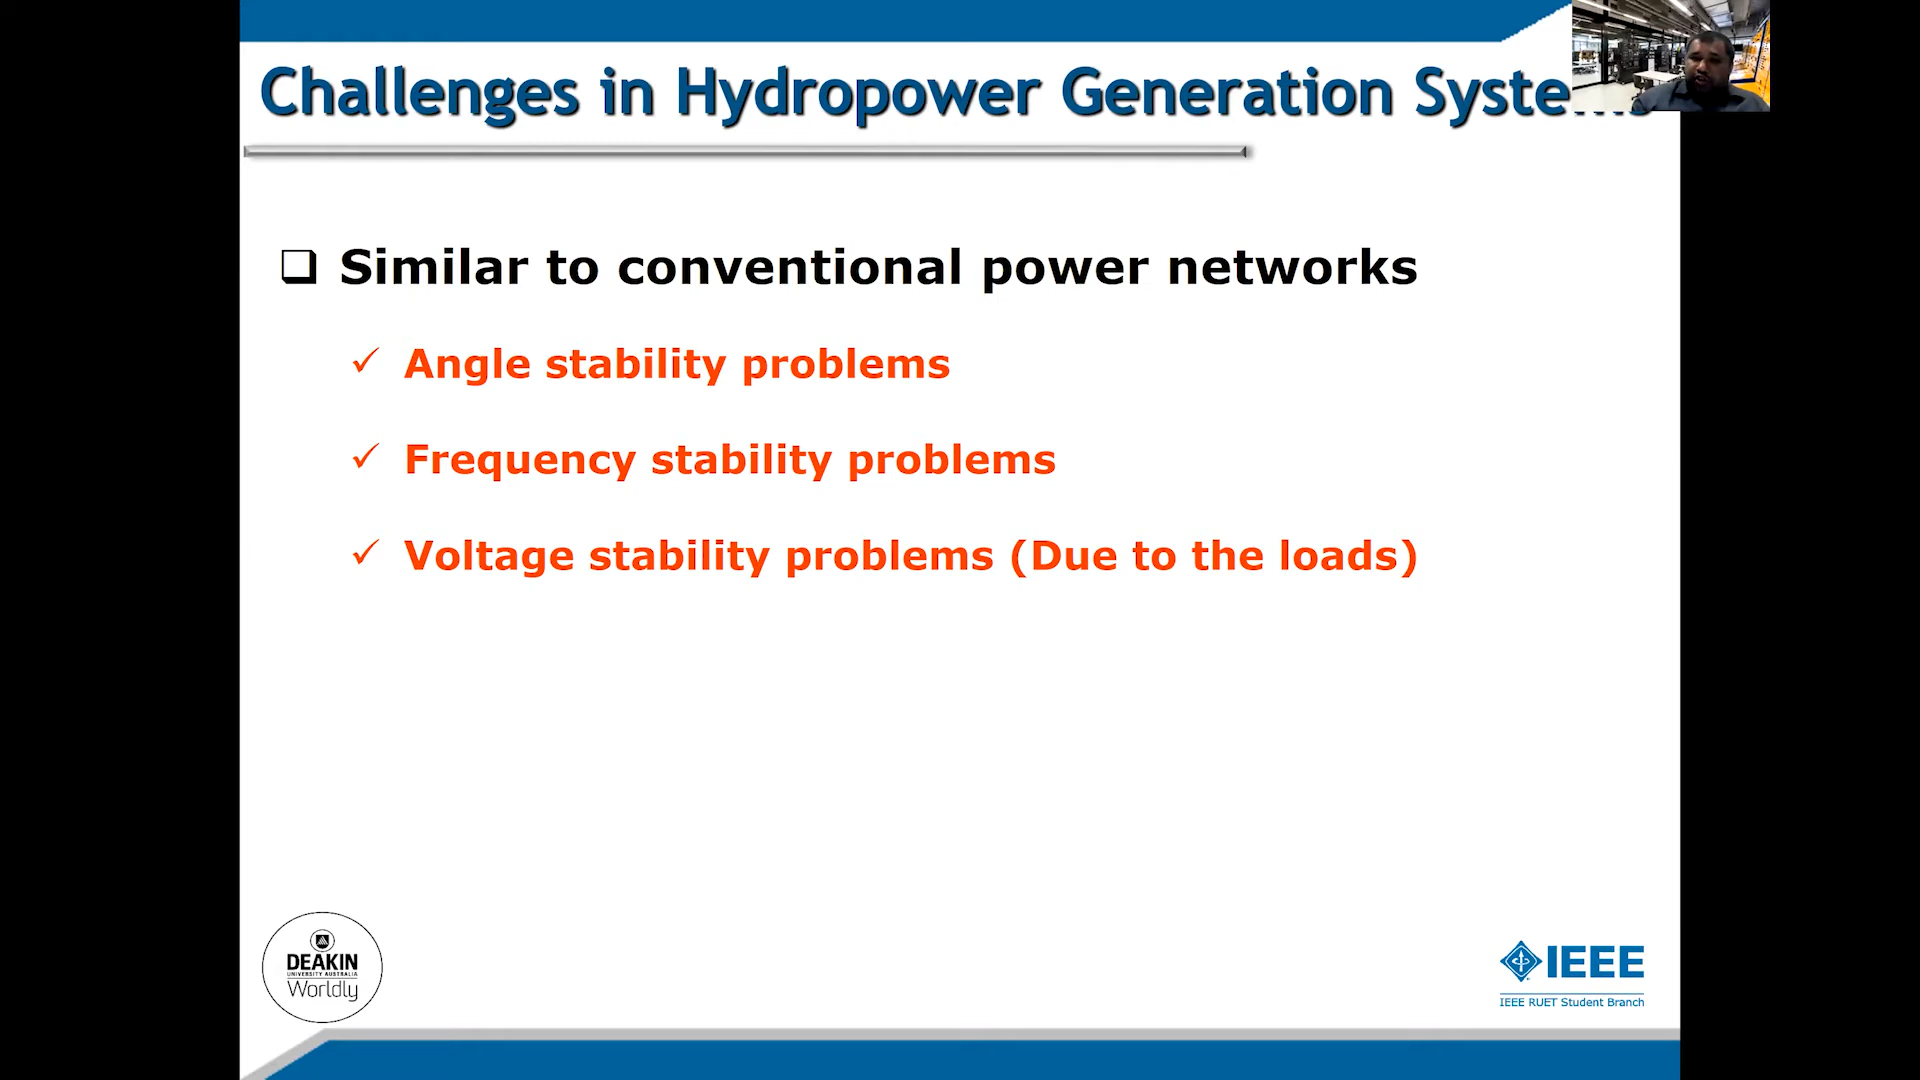 Challenges in Hydropower Generation Systems
Similar to conventional power networks
Angle stability problems
Frequency stability problems
Voltage stability problems (Due to the loads)
DEAKIN
UNIVERSITY AUSTRALIA
Worldly
IEEE
IEEE RUET Student Branch